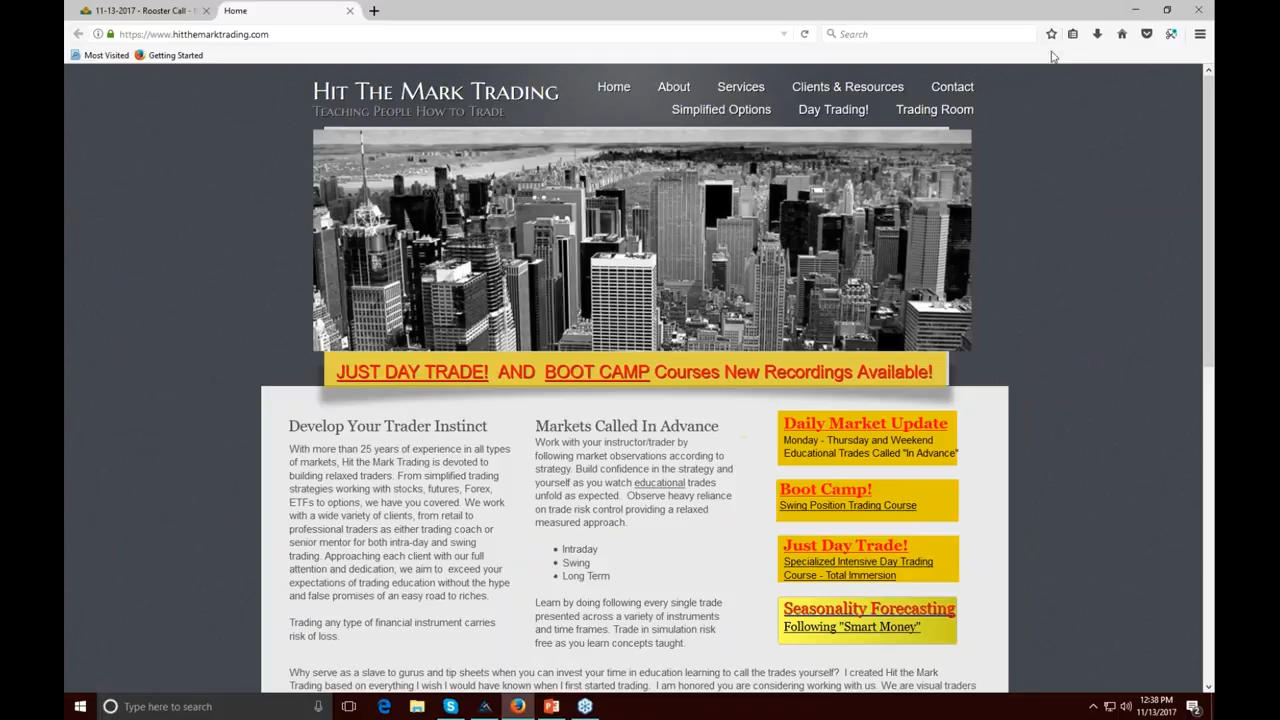 11-13-2017 - Rooster Call -
Home
https://www.hitthemarktrading.com
Search
Most Visited
Getting Started
Hit The Mark Trading
Teaching People How to Trade
Home About Services Clients & Resources Contact
Simplified Options Day Trading! Trading Room
JUST DAY TRADE! AND BOOT CAMP Courses New Recordings Available!
Develop Your Trader Instinct
With more than 25 years of experience in all types
of markets, Hit the Mark Trading is devoted to
building relaxed traders. From simplified trading
strategies working with stocks, futures, Forex,
ETFs to options, we have you covered. We work
with a wide variety of clients, from retail to
professional traders as either trading coach or
senior mentor for both intra-day and swing
trading. Approaching each client with our full
attention and dedication, we aim to exceed your
expectations of trading education without the hype
and false promises of an easy road to riches.
Trading any type of financial instrument carries
risk of loss.
Markets Called In Advance
Work with your instructor/trader by
following market observations according to
strategy. Build confidence in the strategy and
yourself as you watch educational trades
unfold as expected. Observe heavy reliance
on trade risk control providing a relaxed
measured approach.
• Intraday
• Swing
• Long Term
Learn by doing following every single trade
presented across a variety of instruments
and time frames. Trade in simulation risk
free as you learn concepts taught.
Daily Market Update
Monday - Thursday and Weekend
Educational Trades Called "In Advance"
Boot Camp!
Swing Position Trading Course
Just Day Trade!
Specialized Intensive Day Trading
Course - Total Immersion
Seasonality Forecasting
Following "Smart Money"
Why serve as a slave to gurus and tip sheets when you can invest your time in education learning to call the trades yourself? I created Hit the Mark
Trading based on everything I wish I would have known when I first started trading. I am honored you are considering working with us. We are visual traders
Type here to search
12:38 PM
11/13/2017
2